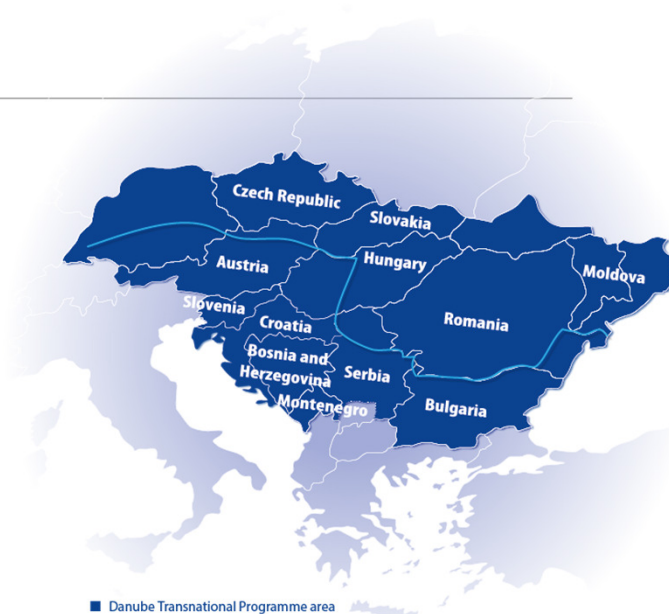 Czech Republic
Slovakia
Austria
Hungary
Moldova
Slovenia
Croatia
Romania
Bosnia and
Herzegovina
Serbia
Montenegro
Bulgaria
Danube Transnational Programme area